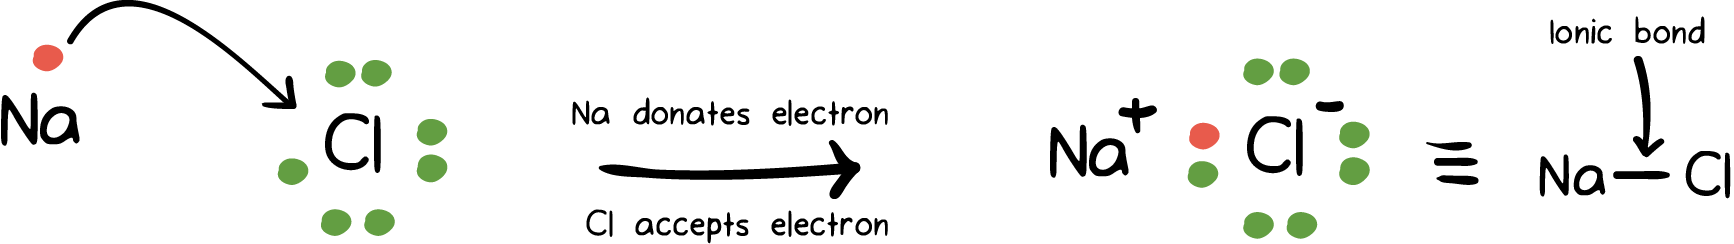 Na
Cl
Na donates electron
Cl accepts electron
Na+
Cl-
≡
Ionic bond
Na—Cl